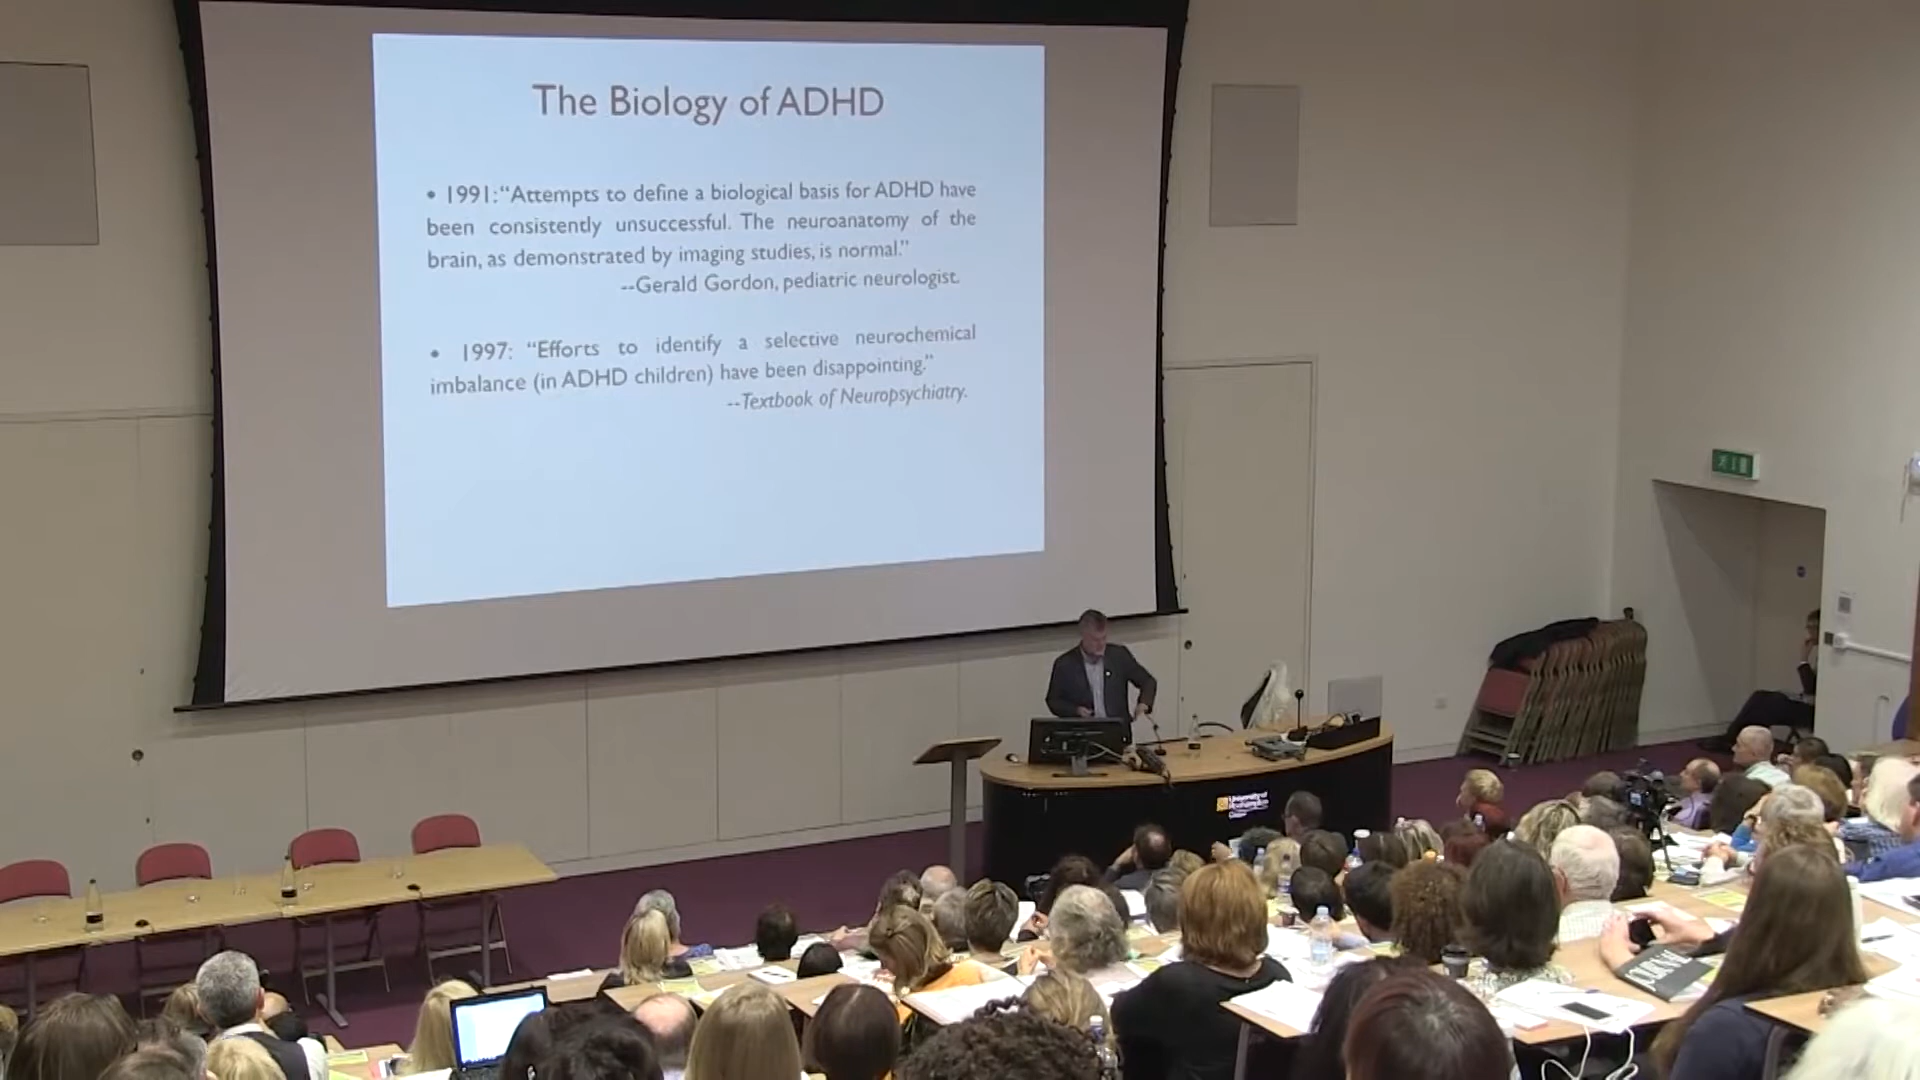 The Biology of ADHD
• 1991: “Attempts to define a biological basis for ADHD have
been consistently unsuccessful. The neuroanatomy of the
brain, as demonstrated by imaging studies, is normal.”
--Gerald Gordon, pediatric neurologist.
• 1997: “Efforts to identify a selective neurochemical
imbalance (in ADHD children) have been disappointing.”
--Textbook of Neuropsychiatry.
University of